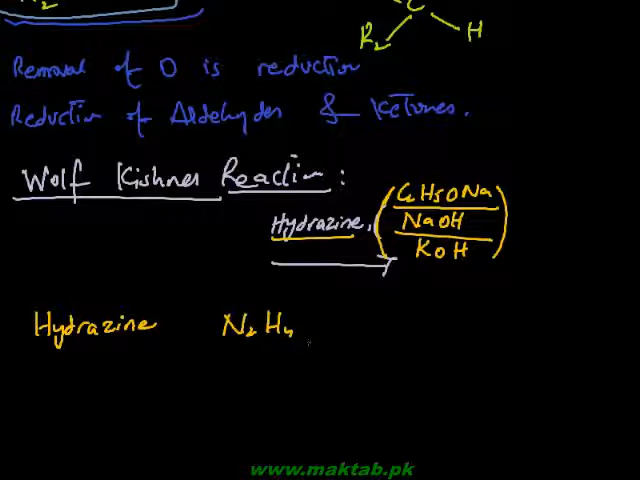 R2
C
R2
H
Removal of O is reduction
Reduction of Aldehydes & Ketones.
Wolf Kishner Reaction:
C2H5ONa
Hydrazine, NaOH
KOH
Hydrazine N2H4
www.maktab.pk